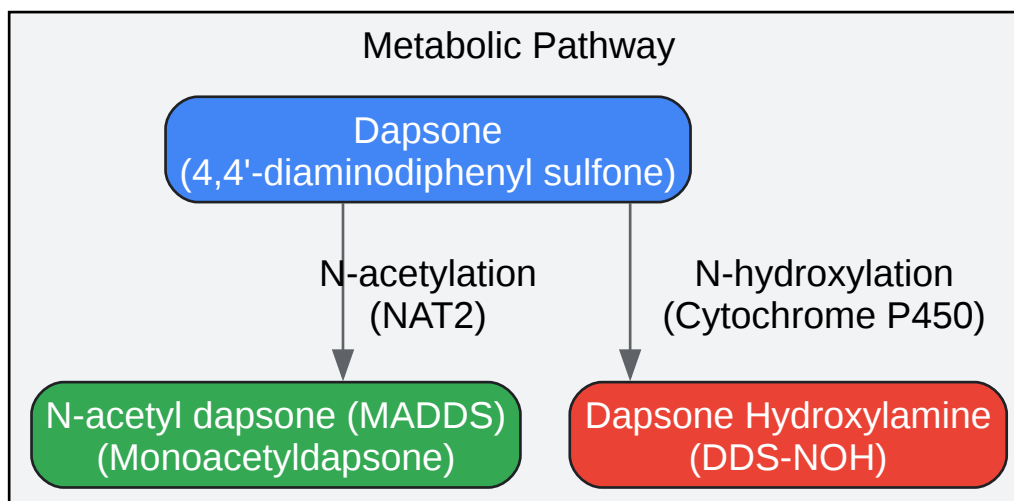 Metabolic Pathway
Dapsone
(4,4'-diaminodiphenyl sulfone)
N-acetylation
(NAT2)
N-hydroxylation
(Cytochrome P450)
N-acetyl dapsone (MADDS)
(Monoacetyldapsone)
Dapsone Hydroxylamine
(DDS-NOH)